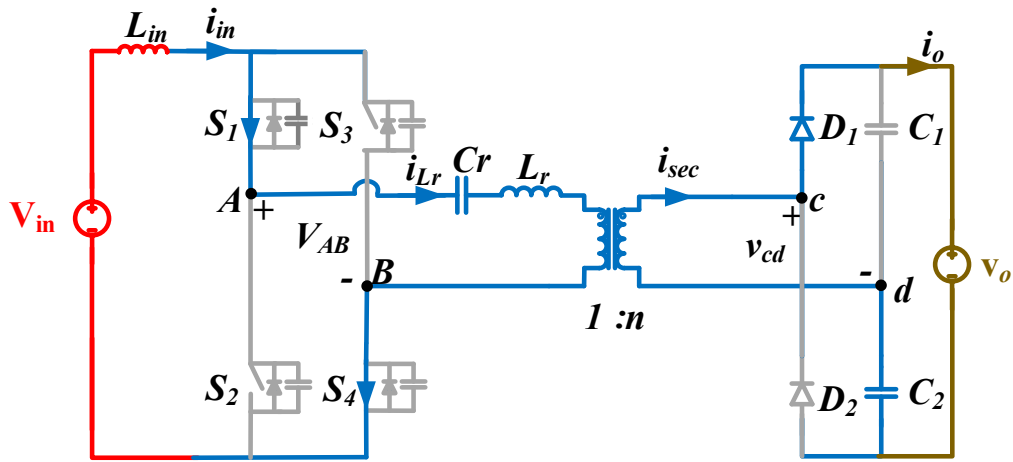 L_in i_in i_o
S_1 S_3 D_1 C_1
i_Lr Cr L_r i_sec
A + + c
V_in V_AB v_cd v_o
- B - d
1 :n
S_2 S_4 D_2 C_2